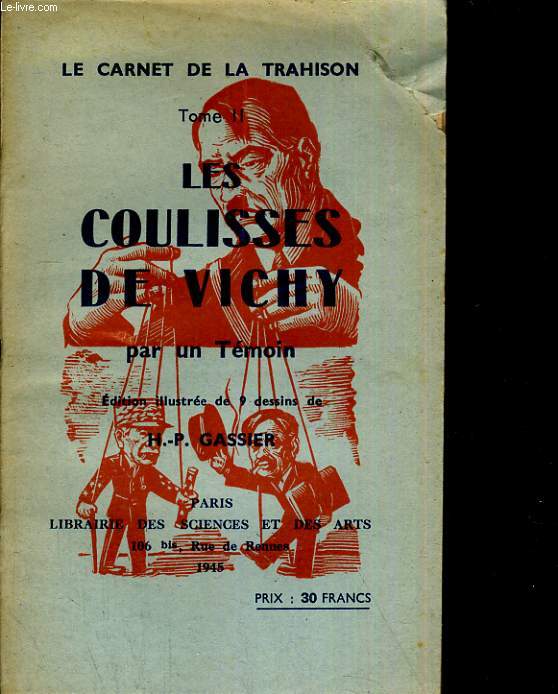 Le-livre.com
LE CARNET DE LA TRAHISON
Tome II
LES
COULISSES
DE VICHY
par un Témoin
Édition illustrée de 9 dessins de
H.-P. GASSIER
PARIS
LIBRAIRIE DES SCIENCES ET DES ARTS
106 bis, Rue de Rennes
1945
PRIX : 30 FRANCS